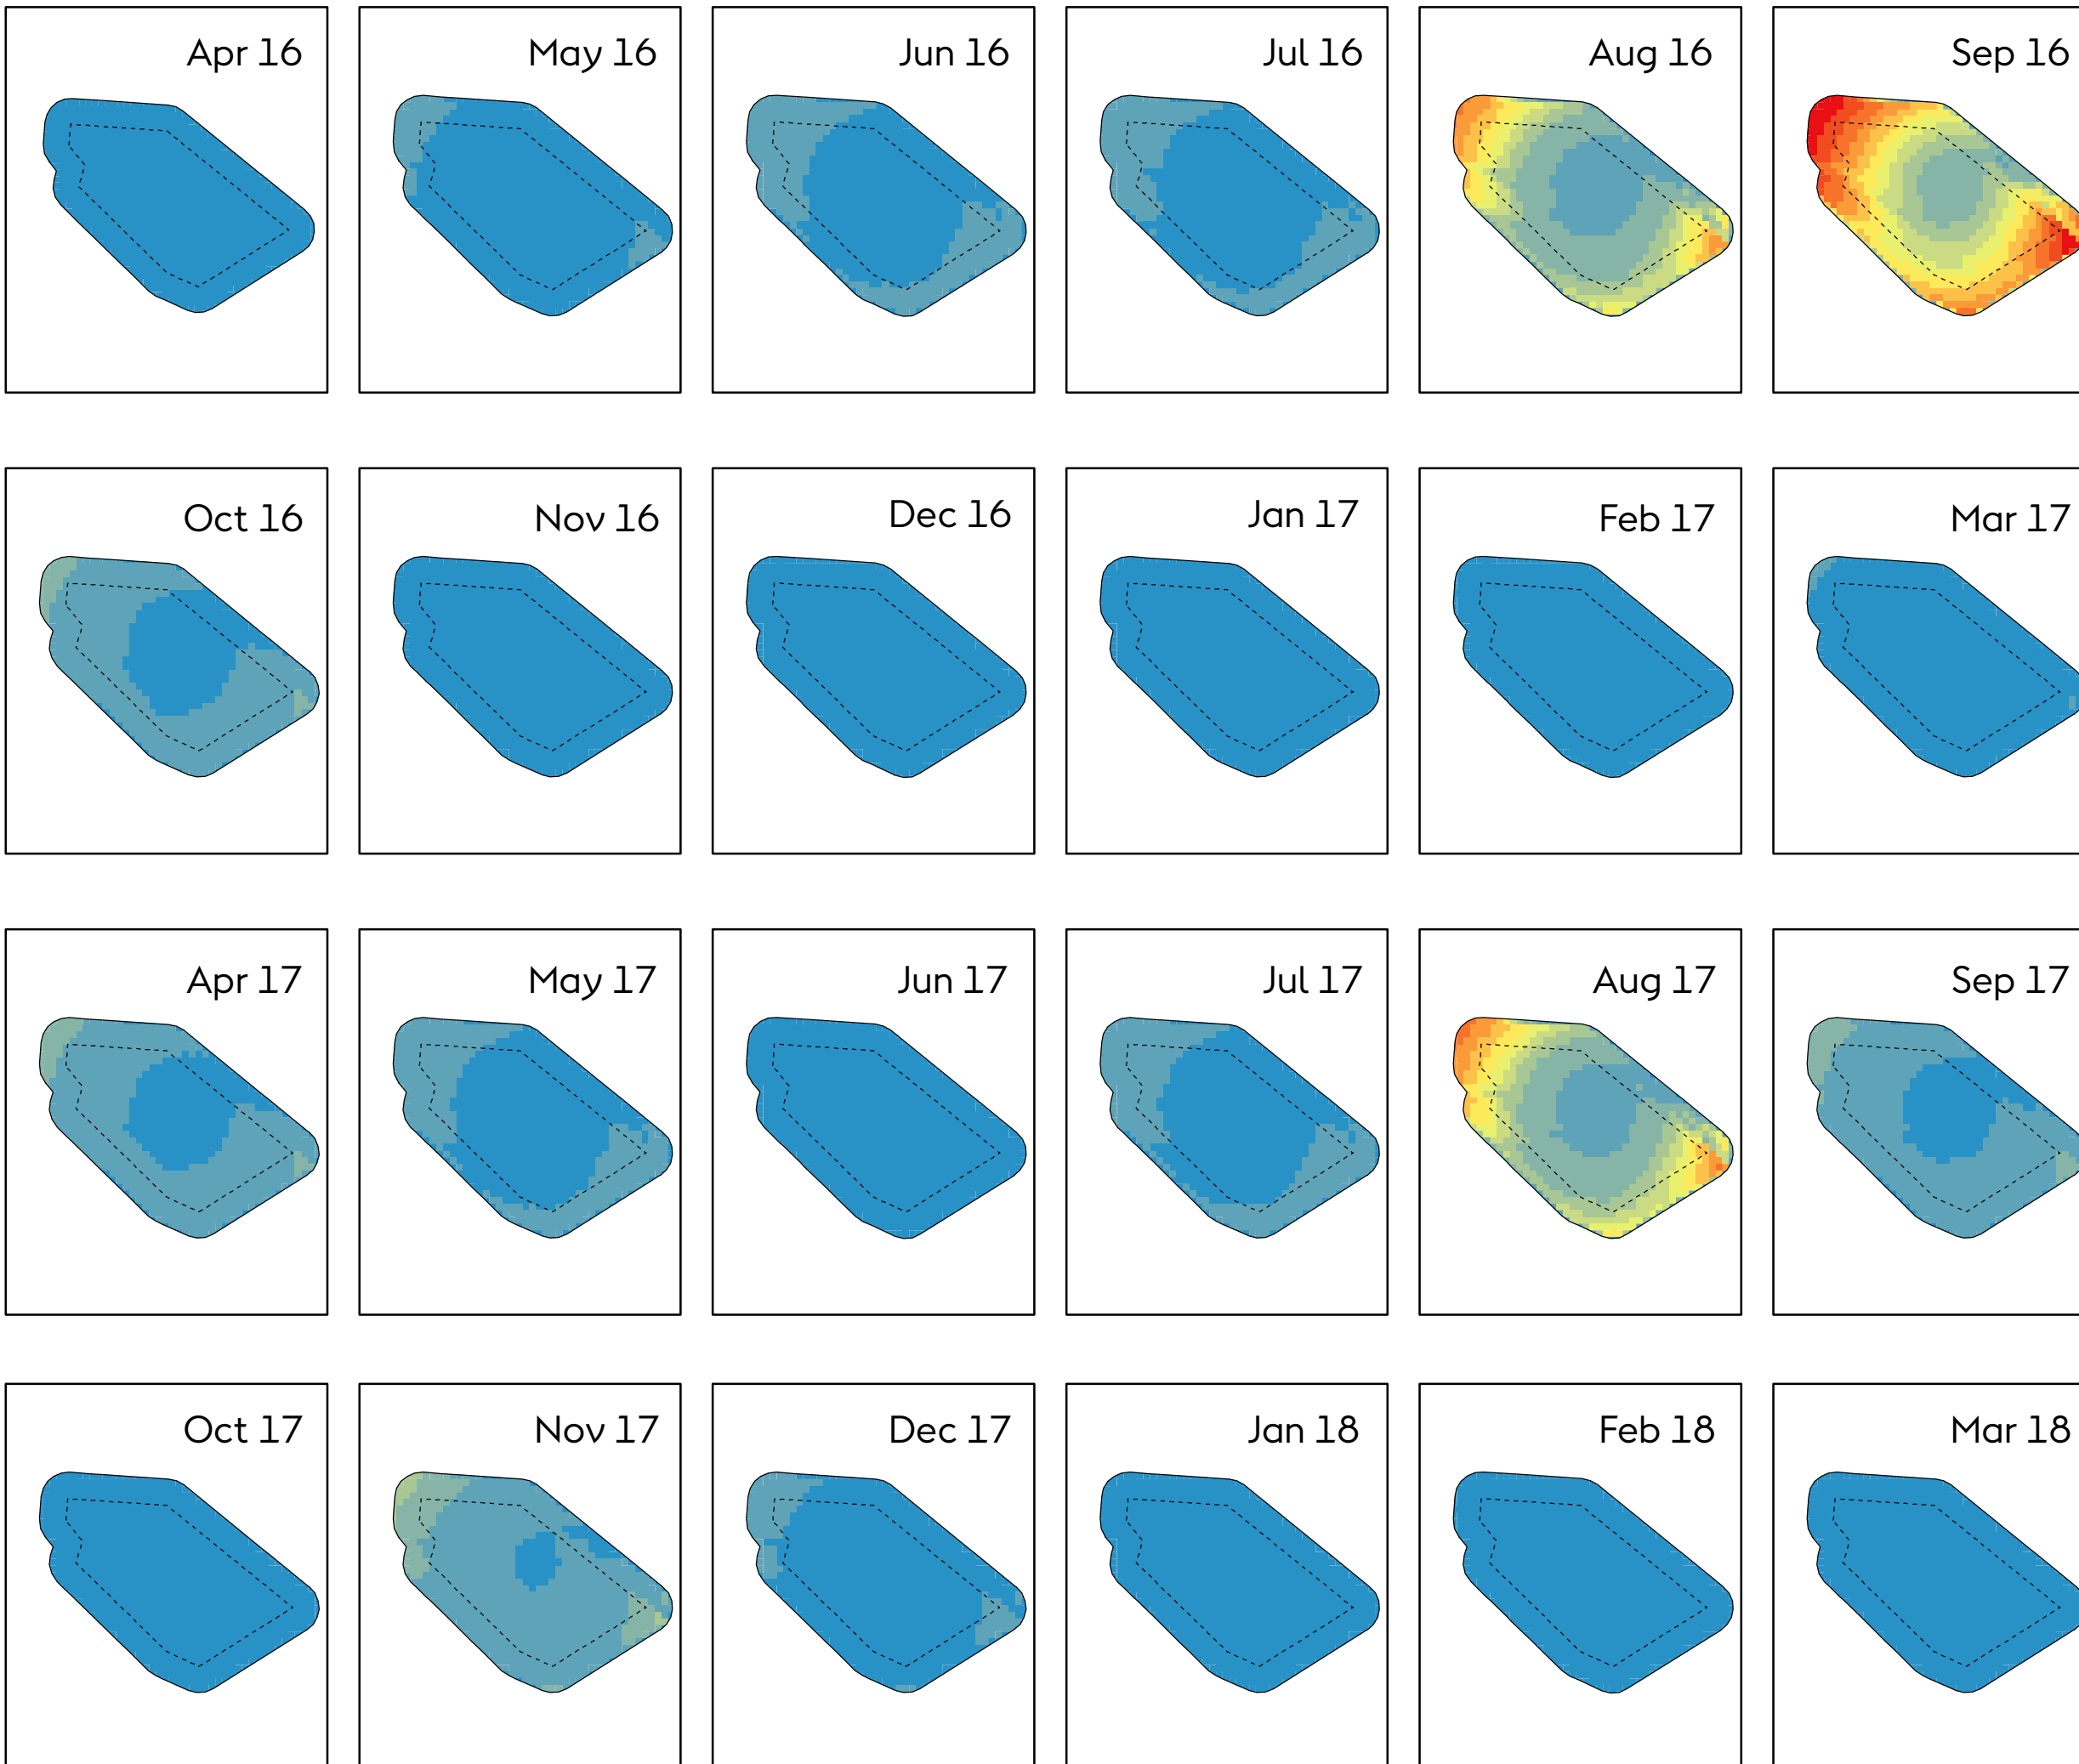 Apr 16
May 16
Jun 16
Jul 16
Aug 16
Sep 16
Oct 16
Nov 16
Dec 16
Jan 17
Feb 17
Mar 17
Apr 17
May 17
Jun 17
Jul 17
Aug 17
Sep 17
Oct 17
Nov 17
Dec 17
Jan 18
Feb 18
Mar 18